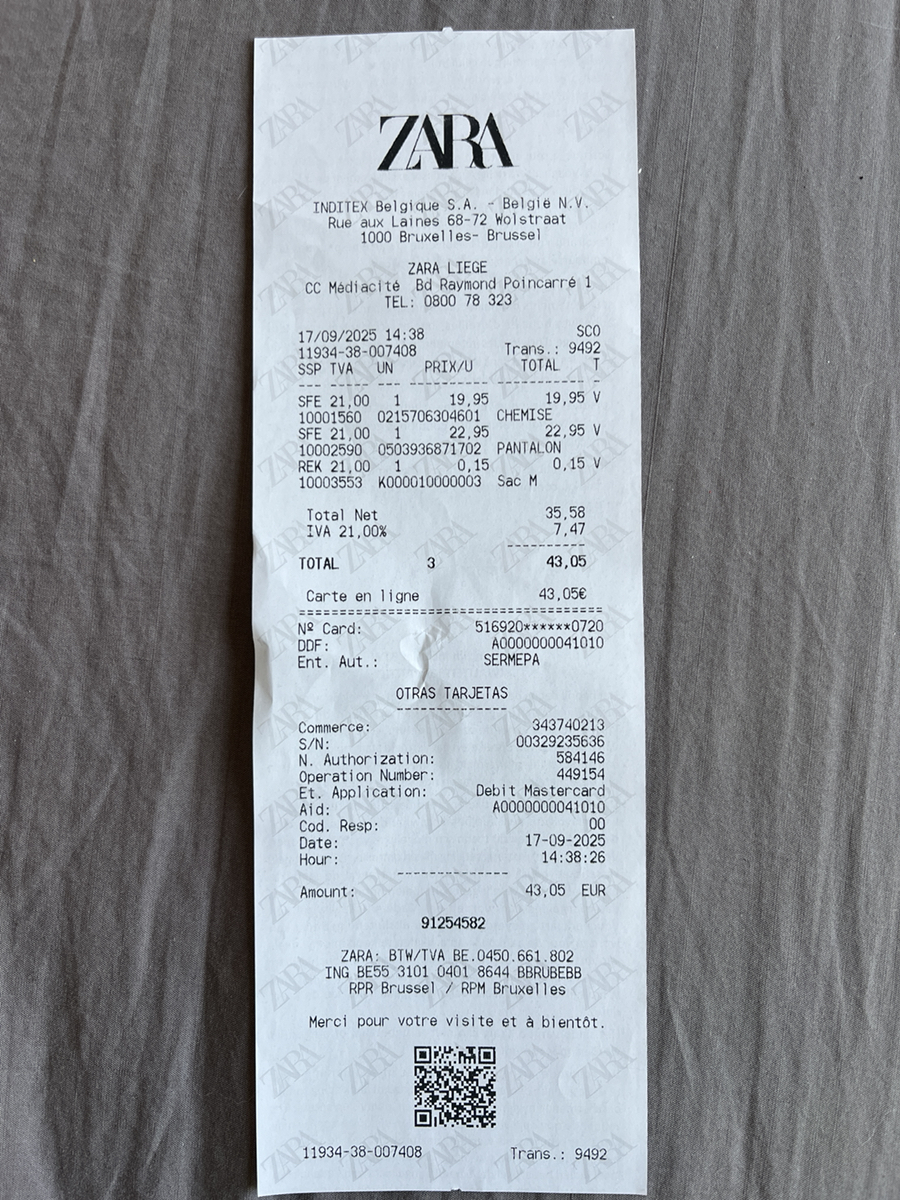 ZARA
INDITEX Belgique S.A. - België N.V.
Rue aux Laines 68-72 Wolstraat
1000 Bruxelles- Brussel
ZARA LIEGE
CC Médiacité Bd Raymond Poincarré 1
TEL: 0800 78 323
17/09/2025 14:38 SCO
11934-38-007408 Trans.: 9492
SSP TVA UN PRIX/U TOTAL T
SFE 21,00 1 19,95 19,95 V
10001560 0215706304601 CHEMISE
SFE 21,00 1 22,95 22,95 V
10002590 0503936871702 PANTALON
REK 21,00 1 0,15 0,15 V
10003553 K000010000003 Sac M
Total Net 35,58
IVA 21,00% 7,47
TOTAL 3 43,05
Carte en ligne 43,05€
Nº Card: 516920******0720
DDF: A0000000041010
Ent. Aut.: SERMEPA
OTRAS TARJETAS
Commerce: 343740213
S/N: 00329235636
N. Authorization: 584146
Operation Number: 449154
Et. Application: Debit Mastercard
Aid: A0000000041010
Cod. Resp: 00
Date: 17-09-2025
Hour: 14:38:26
Amount: 43,05 EUR
91254582
ZARA: BTW/TVA BE.0450.661.802
ING BE55 3101 0401 8644 BBRUBEBB
RPR Brussel / RPM Bruxelles
Merci pour votre visite et à bientôt.
11934-38-007408 Trans.: 9492